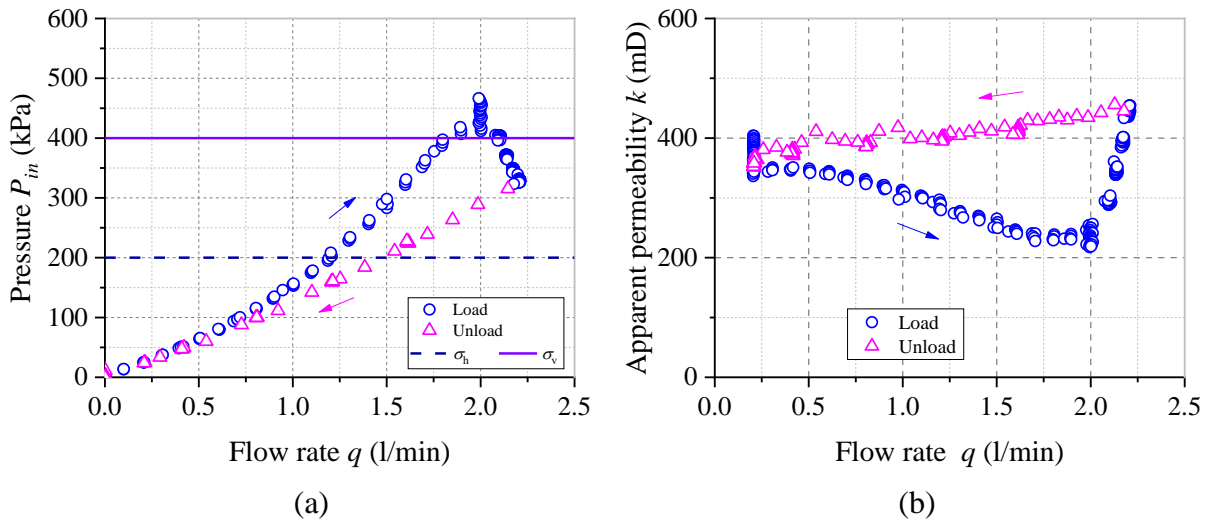 600
500
400
300
200
100
0
Pressure P_in (kPa)
Load
Unload
σh
σv
0.0 0.5 1.0 1.5 2.0 2.5
Flow rate q (l/min)
(a)
600
400
200
0
Apparent permeability k (mD)
Load
Unload
0.0 0.5 1.0 1.5 2.0 2.5
Flow rate q (l/min)
(b)